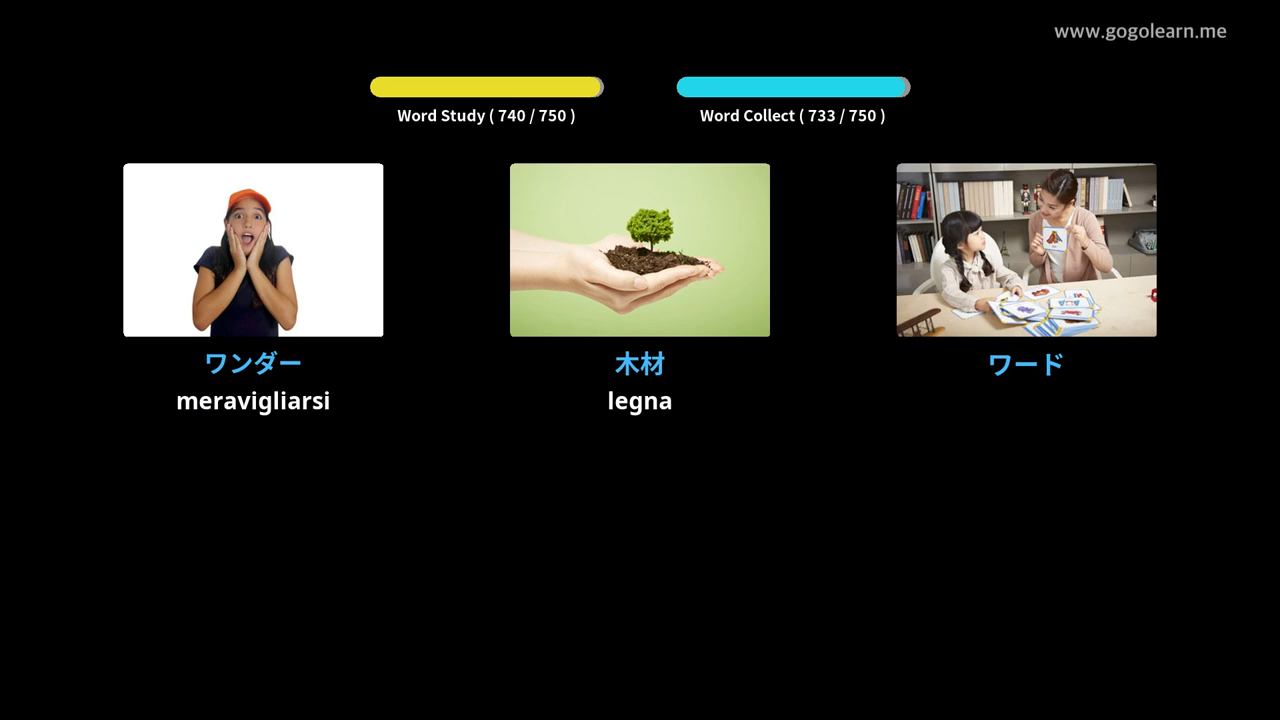 www.gogolearn.me
Word Study ( 740 / 750 )
Word Collect ( 733 / 750 )
ワンダー
木材
ワード
meravigliarsi
legna